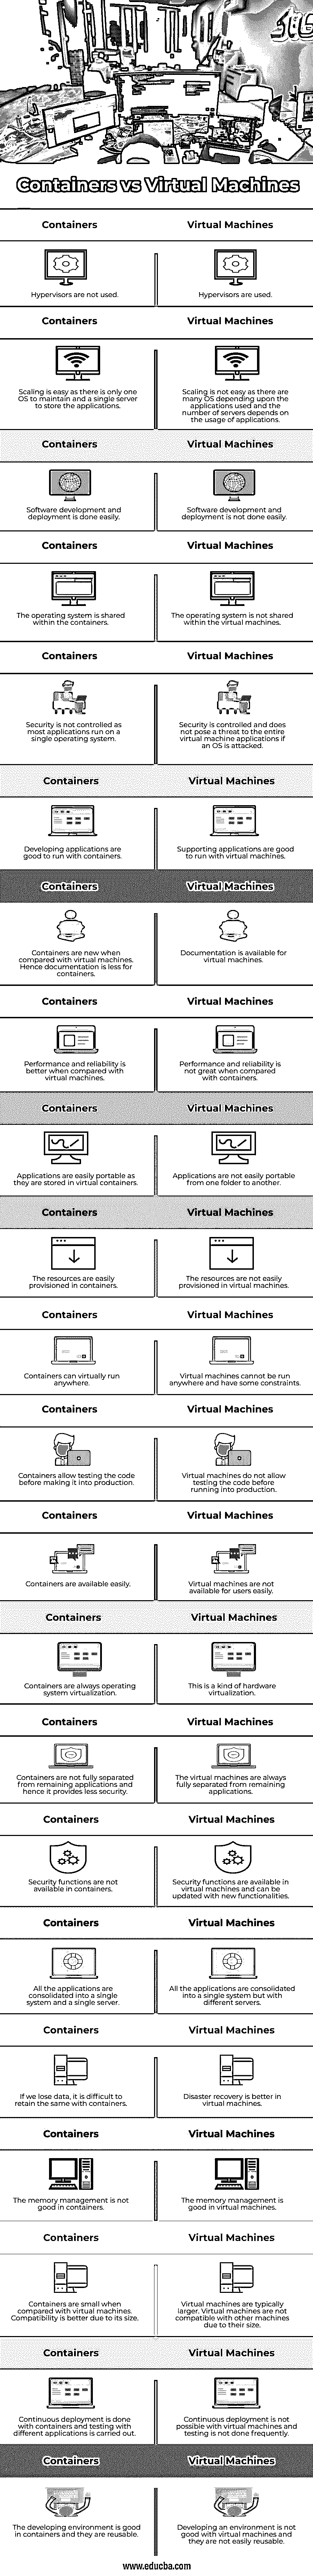 Containers vs Virtual Machines
Containers Virtual Machines
Hypervisors are not used. Hypervisors are used.
Containers Virtual Machines
Scaling is easy as there is only one
OS to maintain and a single server
to store the applications.
Scaling is not easy as there are
many OS depending upon the
applications used and the
number of servers depends on
the usage of applications.
Containers Virtual Machines
Software development and
deployment is done easily.
Software development and
deployment is not done easily.
Containers Virtual Machines
The operating system is shared
within the containers.
The operating system is not shared
within the virtual machines.
Containers Virtual Machines
Security is not controlled as
most applications run on a
single operating system.
Security is controlled and does
not pose a threat to the entire
virtual machine applications if
an OS is attacked.
Containers Virtual Machines
Developing applications are
good to run with containers.
Supporting applications are good
to run with virtual machines.
Containers Virtual Machines
Containers are new when
compared with virtual machines.
Hence documentation is less for
containers.
Documentation is available for
virtual machines.
Containers Virtual Machines
Performance and reliability is
better when compared with
virtual machines.
Performance and reliability is
not great when compared
with containers.
Containers Virtual Machines
Applications are easily portable as
they are stored in virtual containers.
Applications are not easily portable
from one folder to another.
Containers Virtual Machines
The resources are easily
provisioned in containers.
The resources are not easily
provisioned in virtual machines.
Containers Virtual Machines
Containers can virtually run
anywhere.
Virtual machines cannot be run
anywhere and have some constraints.
Containers Virtual Machines
Containers allow testing the code
before making it into production.
Virtual machines do not allow
testing the code before
running into production.
Containers Virtual Machines
Containers are available easily.
Virtual machines are not
available for users easily.
Containers Virtual Machines
Containers are always operating
system virtualization.
This is a kind of hardware
virtualization.
Containers Virtual Machines
Containers are not fully separated
from remaining applications and
hence it provides less security.
The virtual machines are always
fully separated from remaining
applications.
Containers Virtual Machines
Security functions are not
available in containers.
Security functions are available in
virtual machines and can be
updated with new functionalities.
Containers Virtual Machines
All the applications are
consolidated into a single
system and a single server.
All the applications are consolidated
into a single system but with
different servers.
Containers Virtual Machines
If we lose data, it is difficult to
retain the same with containers.
Disaster recovery is better in
virtual machines.
Containers Virtual Machines
The memory management is not
good in containers.
The memory management is
good in virtual machines.
Containers Virtual Machines
Containers are small when
compared with virtual machines.
Compatibility is better due to its size.
Virtual machines are typically
larger. Virtual machines are not
compatible with other machines
due to their size.
Containers Virtual Machines
Continuous deployment is done
with containers and testing with
different applications is carried out.
Continuous deployment is not
possible with virtual machines and
testing is not done frequently.
Containers Virtual Machines
The developing environment is good
in containers and they are reusable.
Developing an environment is not
good with virtual machines and
they are not easily reusable.
www.educba.com